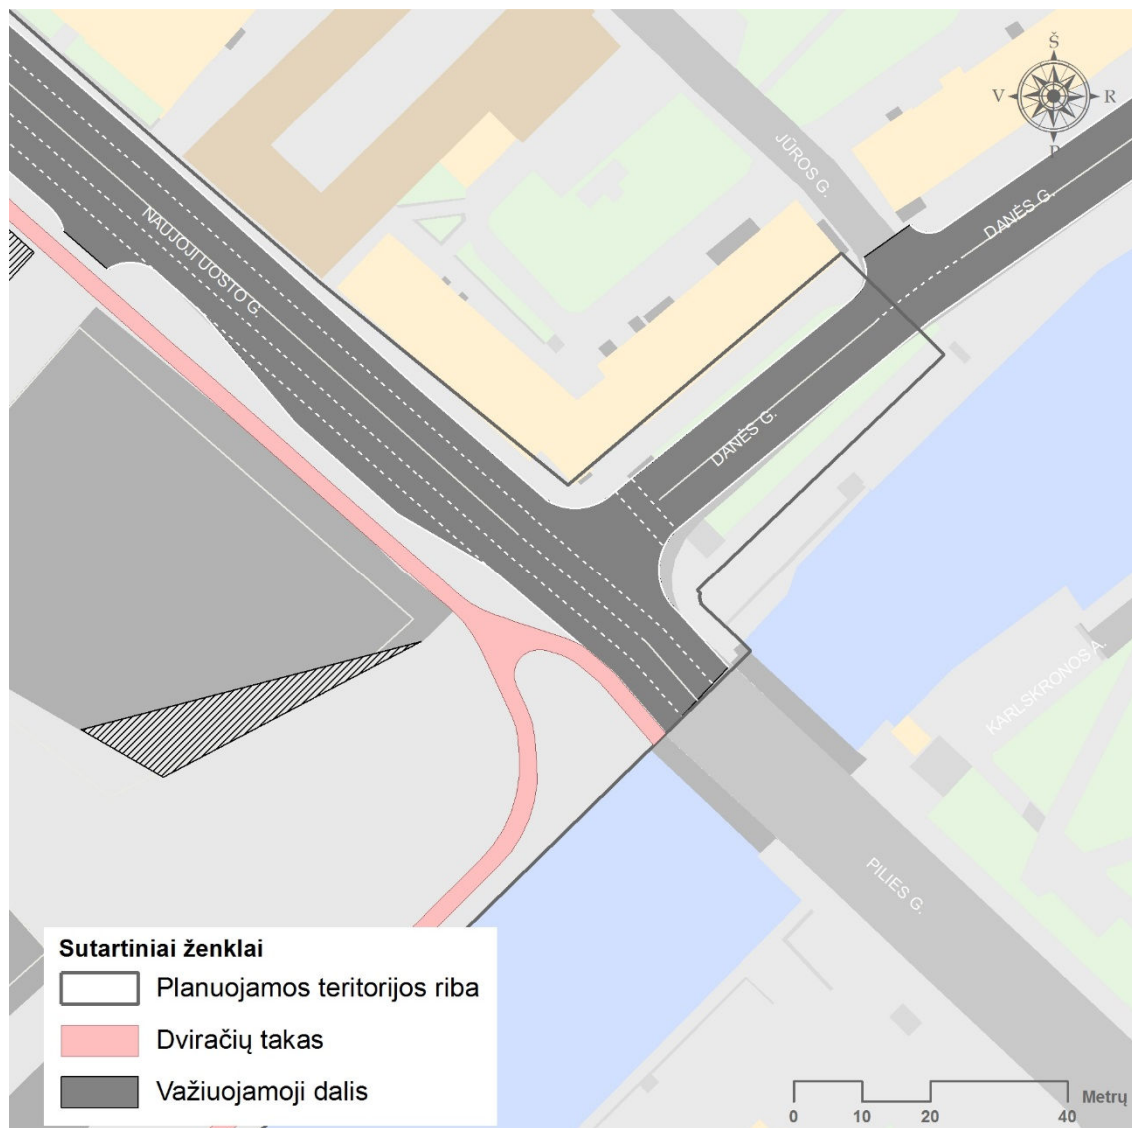 Š
V
R
P
JŪROS G.
DANĖS G.
NAUJOJI UOSTO G.
DANĖS G.
KARLSKRONOS A.
PILIES G.
Sutartiniai ženklai
Planuojamos teritorijos riba
Dviračių takas
Važiuojamoji dalis
Metrų
0 10 20 40